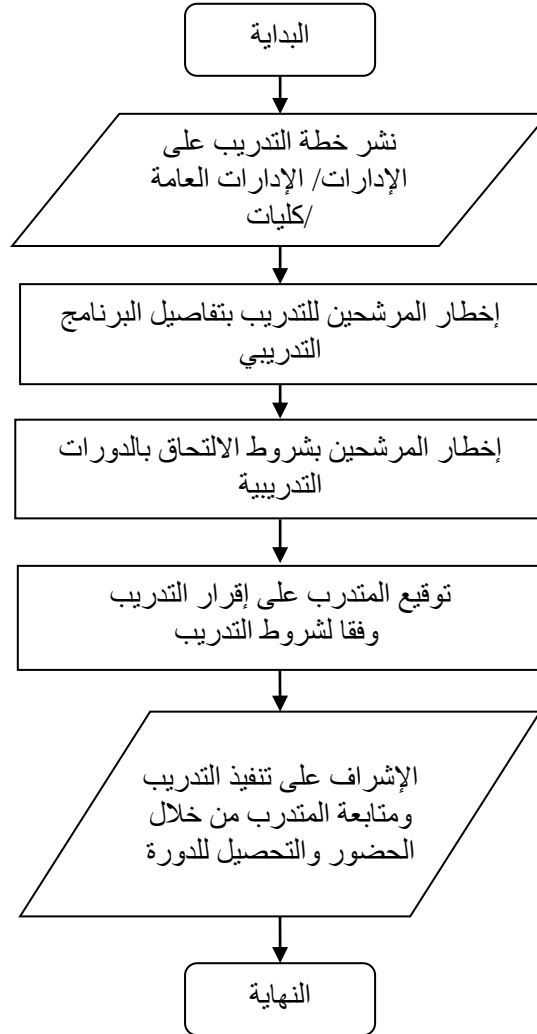 البداية
نشر خطة التدريب على
الإدارات/ الإدارات العامة
/كليات
إخطار المرشحين للتدريب بتفاصيل البرنامج
التدريبي
إخطار المرشحين بشروط الالتحاق بالدورات
التدريبية
توقيع المتدرب على إقرار التدريب
وفقا لشروط التدريب
الإشراف على تنفيذ التدريب
ومتابعة المتدرب من خلال
الحضور والتحصيل للدورة
النهاية